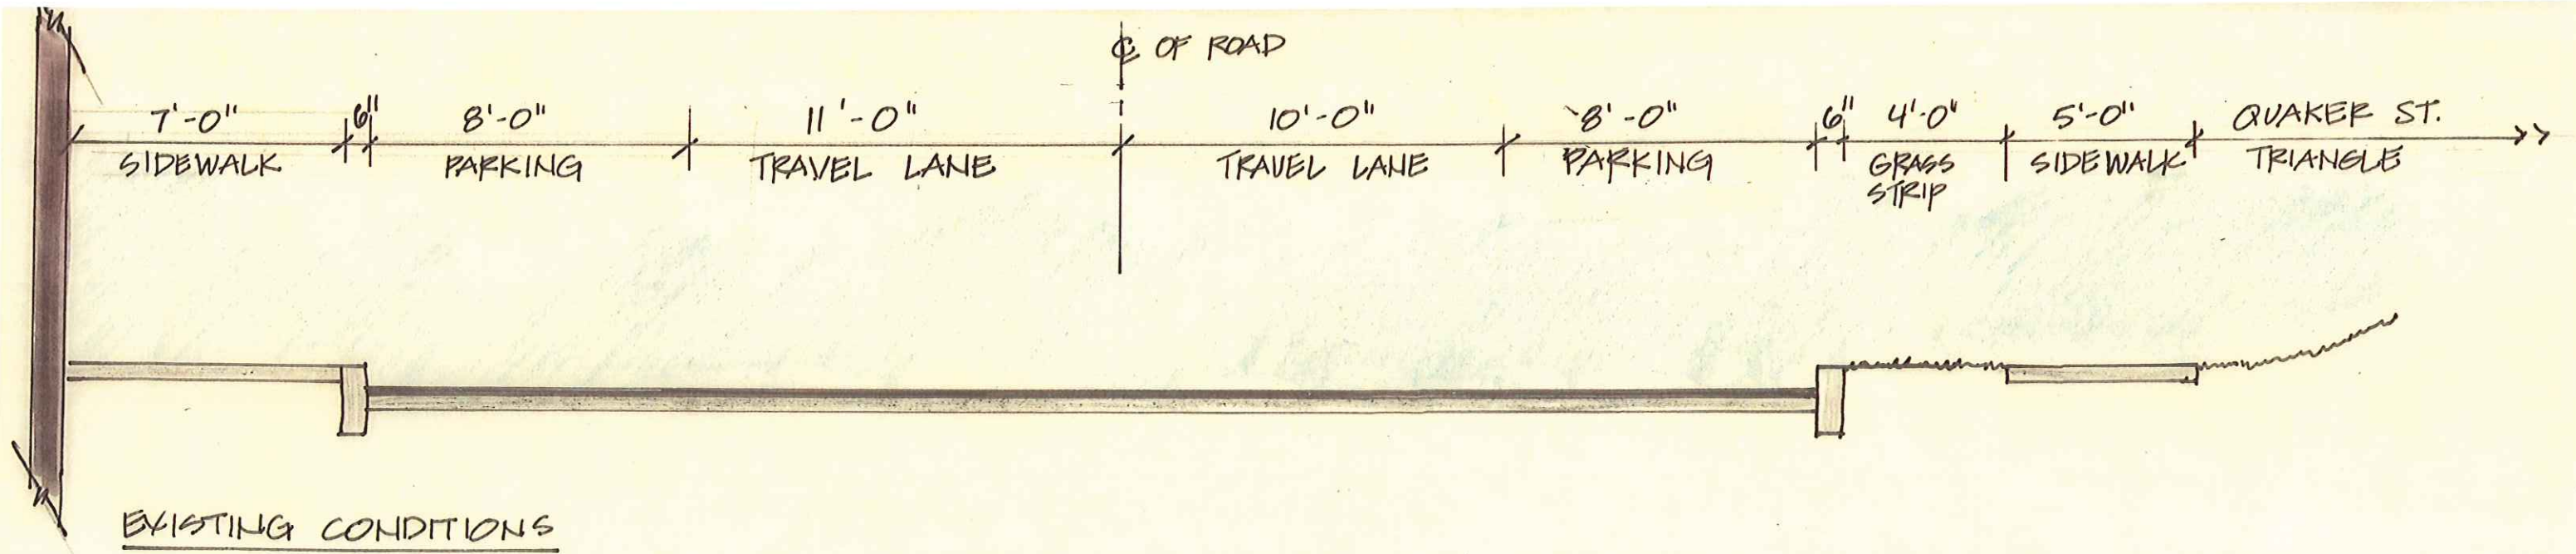 ℄ OF ROAD
7'-0" 6" 8'-0" 11'-0" 10'-0" 8'-0" 6" 4'-0" 5'-0" QUAKER ST.
SIDEWALK PARKING TRAVEL LANE TRAVEL LANE PARKING GRASS SIDEWALK TRIANGLE
STRIP
EXISTING CONDITIONS